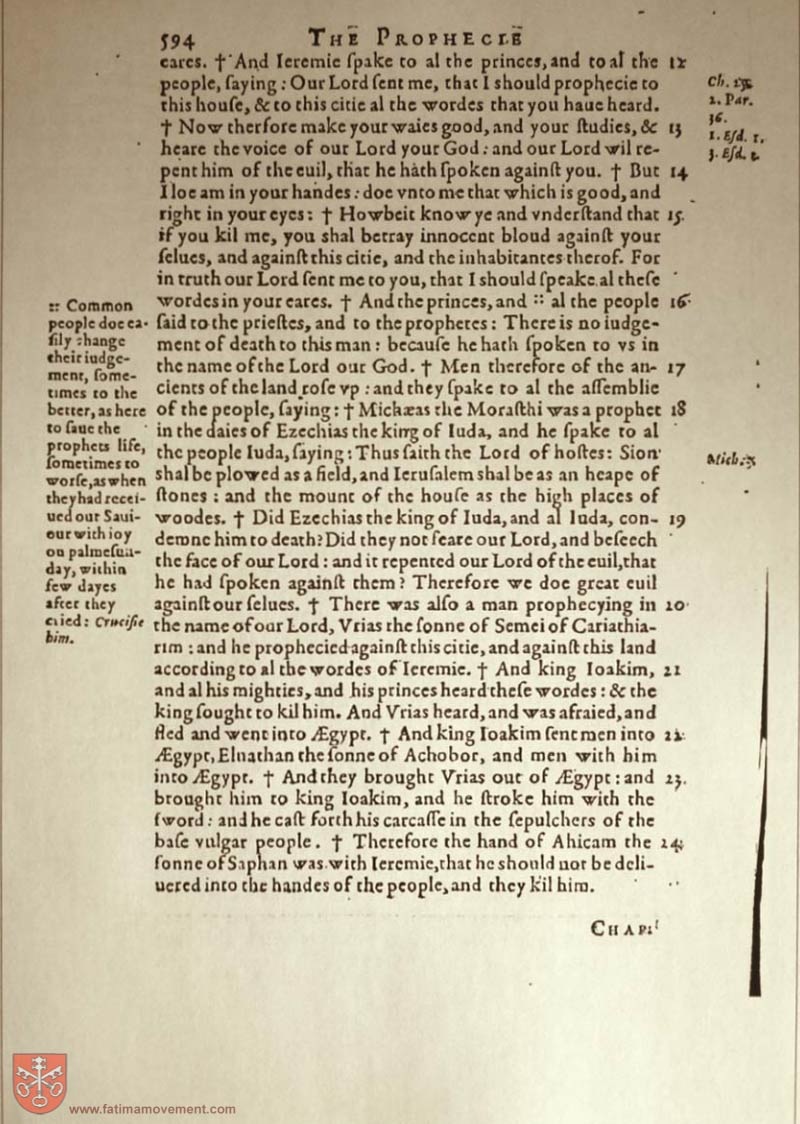 594 THE PROPHECIE
eares. † And Ieremie ſpake to al the princes, and to al the 12
people, ſaying: Our Lord ſent me, that I should prophecie to
this houſe, & to this citie al the wordes that you haue heard.
† Now therfore make your waies good, and your ſtudies, & 13
heare the voice of our Lord your God: and our Lord wil re-
pent him of the euil, that he hath ſpoken againſt you. † But 14
I loe am in your handes: doe vnto me that which is good, and
right in your eyes: † Howbeit know ye and vnderſtand that 15.
if you kil me, you shal betray innocent bloud againſt your
ſelues, and againſt this citie, and the inhabitantes therof. For
in truth our Lord ſent me to you, that I should ſpeake al theſe
wordes in your eares. † And the princes, and :: al the people 16
ſaid to the prieſtes, and to the prophetes: There is no iudge-
ment of death to this man: becauſe he hath ſpoken to vs in
the name of the Lord our God. † Men therefore of the an- 17
cients of the land roſe vp: and they ſpake to al the aſſemblie
of the people, ſaying: † Michæas the Moraſthi was a prophet 18
in the daies of Ezechias the king of Iuda, and he ſpake to al
the people Iuda, ſaying: Thus ſaith the Lord of hoſtes: Sion
shal be plowed as a field, and Ieruſalem shal be as an heape of
ſtones: and the mount of the houſe as the high places of
woodes. † Did Ezechias the king of Iuda, and al Iuda, con- 19
demne him to death? Did they not feare our Lord, and beſeech
the face of our Lord: and it repented our Lord of the euil, that
he had ſpoken againſt them? Therefore we doe great euil
againſt our ſelues. † There was alſo a man prophecying in 20
the name of our Lord, Vrias the ſonne of Semei of Cariathia-
rim: and he prophecied againſt this citie, and againſt this land
according to al the wordes of Ieremie. † And king Ioakim, 21
and al his mighties, and his princes heard theſe wordes: & the
king ſought to kil him. And Vrias heard, and was afraied, and
fled and went into Ægypt. † And king Ioakim ſent men into 22
Ægypt, Elnathan the ſonne of Achobor, and men with him
into Ægypt. † And they brought Vrias out of Ægypt: and 23.
brought him to king Ioakim, and he ſtroke him with the
ſword: and he caſt forth his carcaſſe in the ſepulchers of the
baſe vulgar people. † Therefore the hand of Ahicam the 24
ſonne of Saphan was with Ieremie, that he should not be deli-
uered into the handes of the people, and they kil him.
CHAP.
:: Common
people doe ea-
ſily change
their iudge-
ment, ſome-
times to the
better, as here
to ſaue the
prophets life,
ſometimes to
worſe, as when
they had recei-
ued our Saui-
our with ioy
on palmeſun-
day, within
few dayes
after they
cried: Crucifie
him.
Ch.
2. Par.
36.
1. Eſd. 1.
3. Eſd.
Mich. 3
www.fatimamovement.com